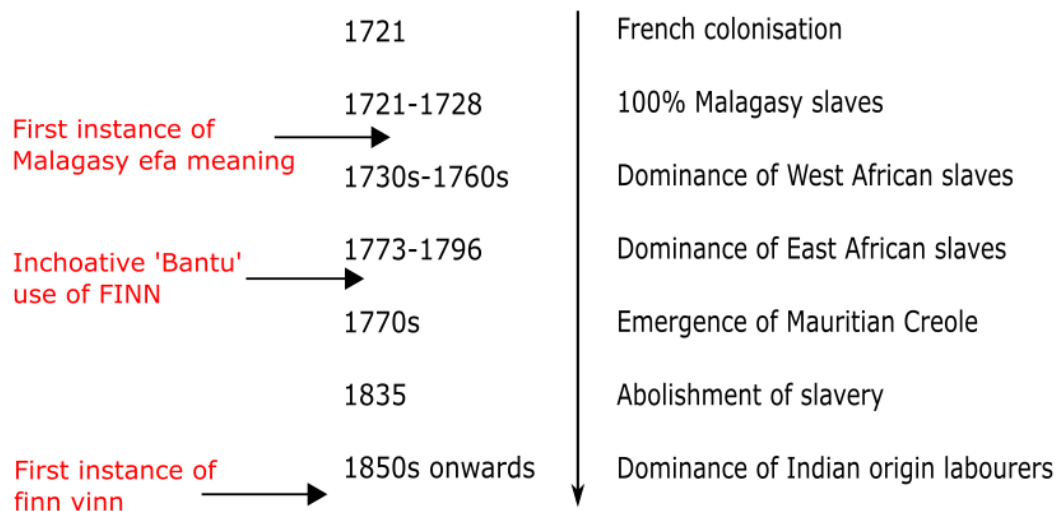 1721 French colonisation
1721-1728 100% Malagasy slaves
First instance of
Malagasy efa meaning
1730s-1760s Dominance of West African slaves
1773-1796 Dominance of East African slaves
Inchoative 'Bantu'
use of FINN
1770s Emergence of Mauritian Creole
1835 Abolishment of slavery
1850s onwards Dominance of Indian origin labourers
First instance of
finn vinn